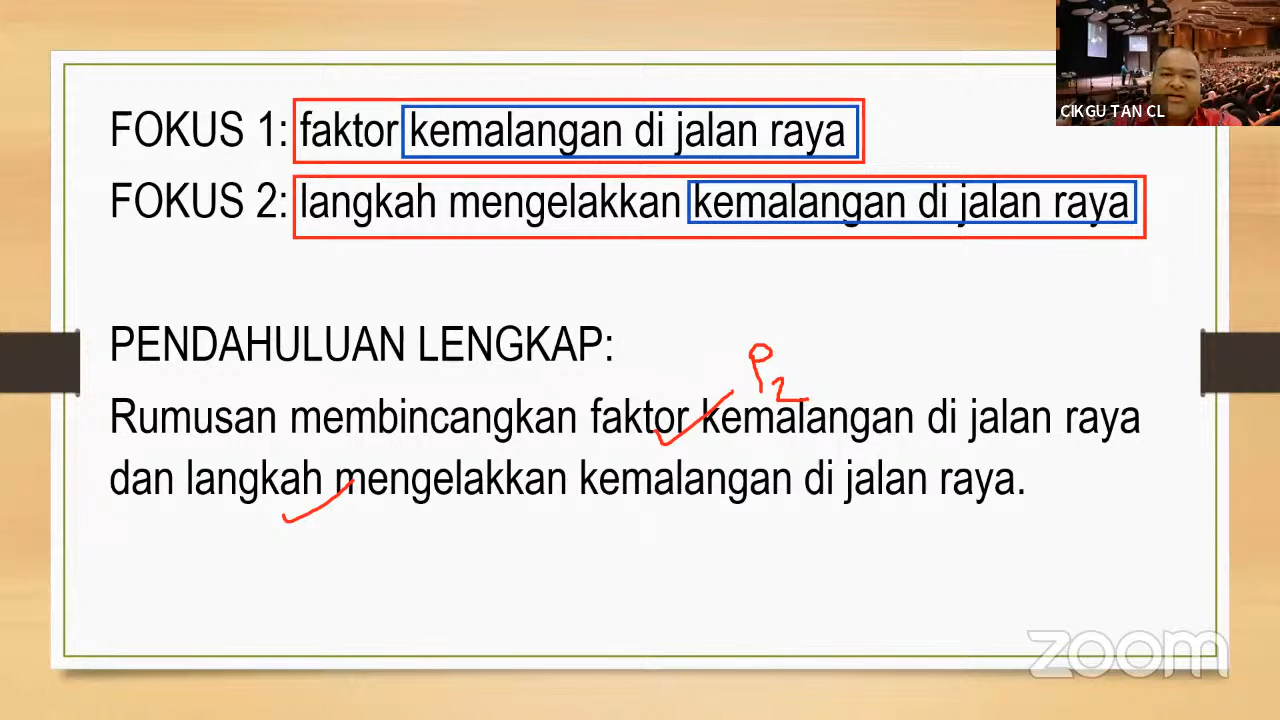 CIKGU TAN CL
FOKUS 1: faktor kemalangan di jalan raya
FOKUS 2: langkah mengelakkan kemalangan di jalan raya
PENDAHULUAN LENGKAP:
P2
Rumusan membincangkan faktor kemalangan di jalan raya
dan langkah mengelakkan kemalangan di jalan raya.
zoom